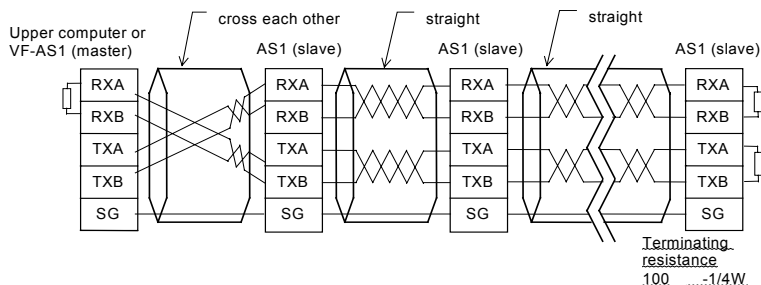 cross each other
straight
straight
Upper computer or
VF-AS1 (master)
AS1 (slave)
AS1 (slave)
AS1 (slave)
RXA
RXB
TXA
TXB
SG
RXA
RXB
TXA
TXB
SG
RXA
RXB
TXA
TXB
SG
RXA
RXB
TXA
TXB
SG
Terminating
resistance
100 -1/4W